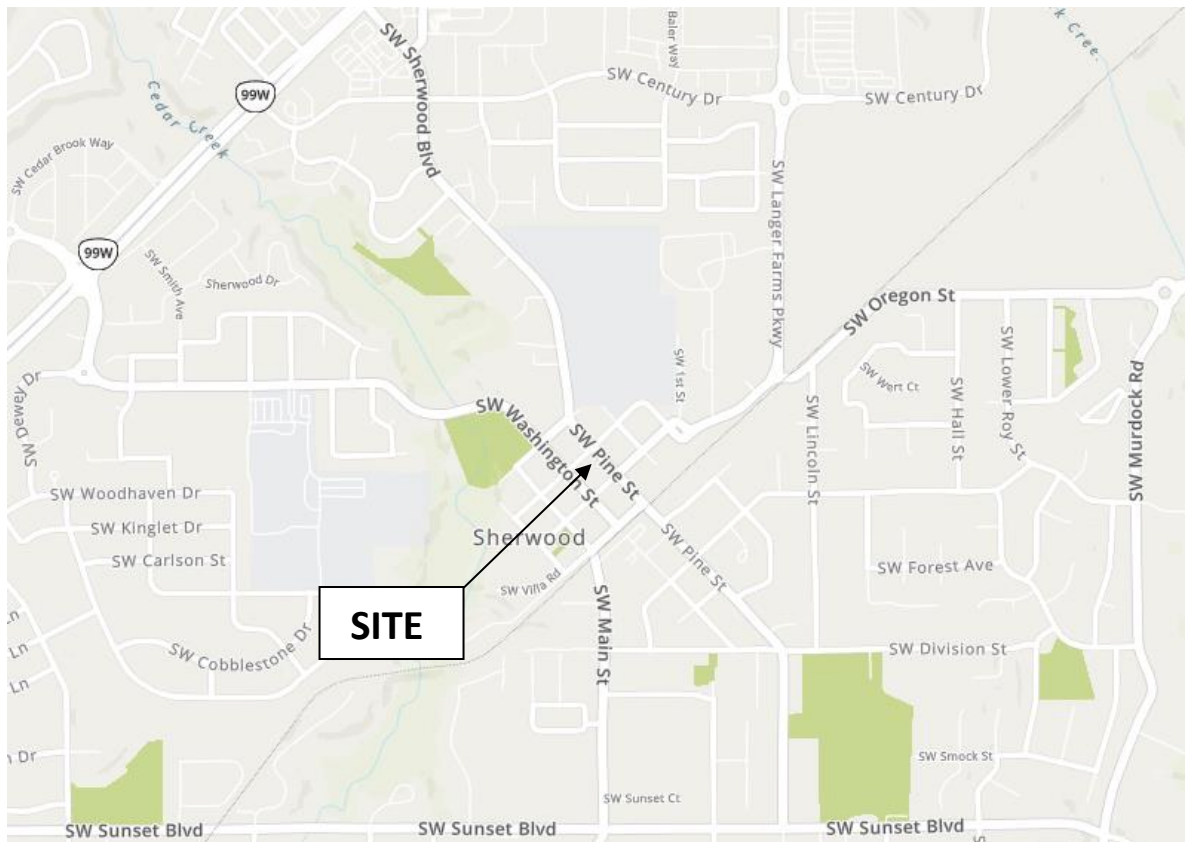 Baler Way
k Cree
SW Sherwood Blvd
SW Century Dr
SW Century Dr
99W
Cedar Creek
SW Cedar Brook Way
99W
SW Smith Ave
Sherwood Dr
SW Langer Farms Pkwy
SW Oregon St
SW 1st St
SW Wert Ct
SW Hall St
SW Lower Roy St
SW Murdock Rd
SW Dewey Dr
SW Washington St
SW Pine St
SW Lincoln St
SW Woodhaven Dr
SW Kinglet Dr
SW Carlson St
Sherwood
SW Pine St
SW Forest Ave
SW Villa Rd
SITE
SW Main St
Ln
Ln
Ln
SW Cobblestone Dr
SW Division St
Dr
SW Smock St
SW Sunset Ct
SW Sunset Blvd
SW Sunset Blvd
SW Sunset Blvd